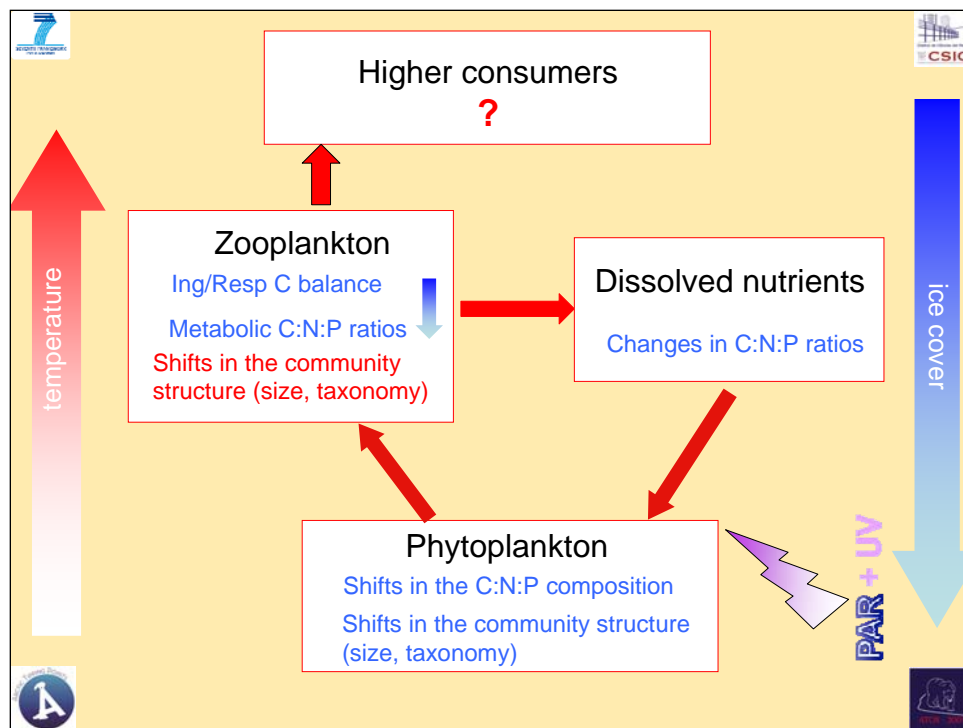 Higher consumers
?
temperature
Zooplankton
Ing/Resp C balance
Metabolic C:N:P ratios
Shifts in the community
structure (size, taxonomy)
Dissolved nutrients
Changes in C:N:P ratios
ice cover
Phytoplankton
Shifts in the C:N:P composition
Shifts in the community structure
(size, taxonomy)
PAR + UV
7
CSIC